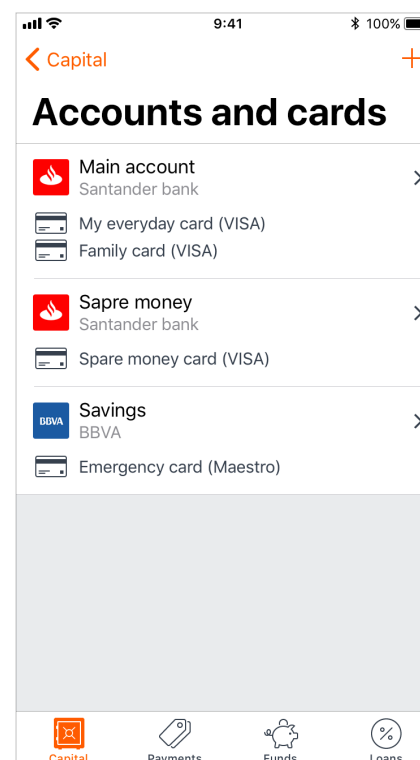 9:41
100%
Capital
Accounts and cards
Main account
Santander bank
My everyday card (VISA)
Family card (VISA)
Sapre money
Santander bank
Spare money card (VISA)
BBVA
Savings
BBVA
Emergency card (Maestro)
Capital
Payments
Funds
Loans